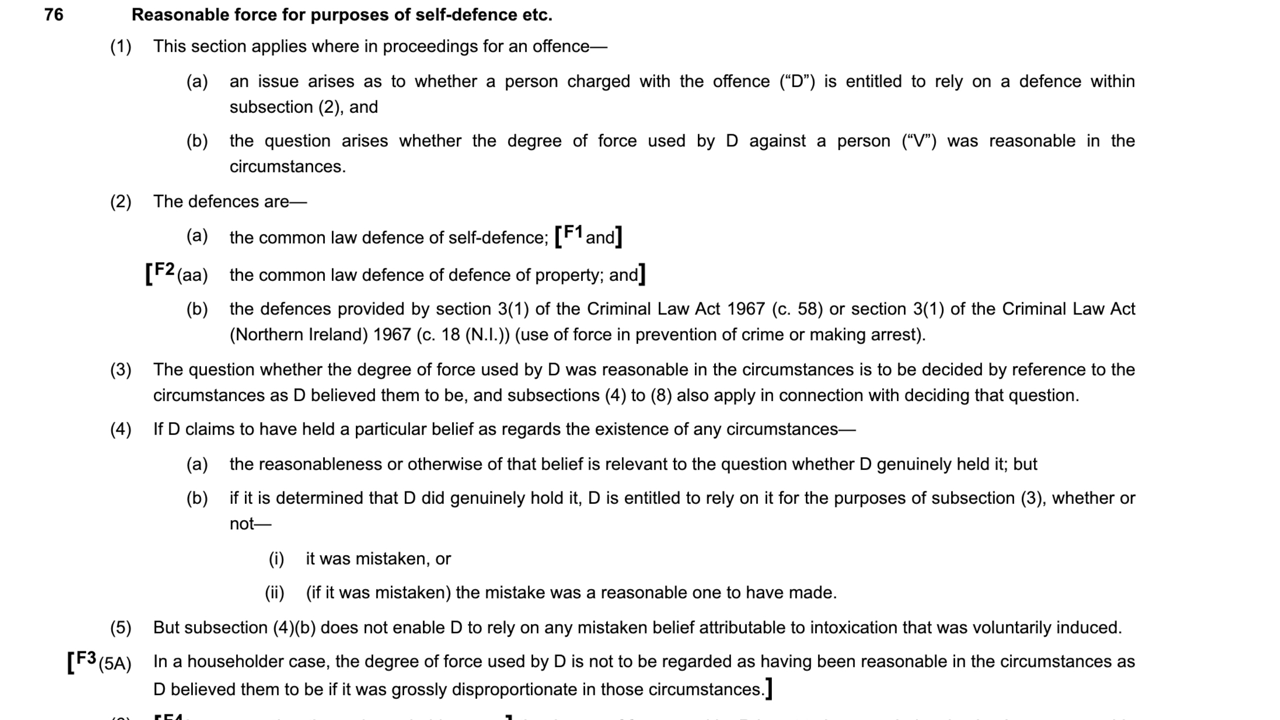 76 Reasonable force for purposes of self-defence etc.
(1) This section applies where in proceedings for an offence—
(a) an issue arises as to whether a person charged with the offence (“D”) is entitled to rely on a defence within
subsection (2), and
(b) the question arises whether the degree of force used by D against a person (“V”) was reasonable in the
circumstances.
(2) The defences are—
(a) the common law defence of self-defence; [F1 and]
[F2 (aa) the common law defence of defence of property; and]
(b) the defences provided by section 3(1) of the Criminal Law Act 1967 (c. 58) or section 3(1) of the Criminal Law Act
(Northern Ireland) 1967 (c. 18 (N.I.)) (use of force in prevention of crime or making arrest).
(3) The question whether the degree of force used by D was reasonable in the circumstances is to be decided by reference to the
circumstances as D believed them to be, and subsections (4) to (8) also apply in connection with deciding that question.
(4) If D claims to have held a particular belief as regards the existence of any circumstances—
(a) the reasonableness or otherwise of that belief is relevant to the question whether D genuinely held it; but
(b) if it is determined that D did genuinely hold it, D is entitled to rely on it for the purposes of subsection (3), whether or
not—
(i) it was mistaken, or
(ii) (if it was mistaken) the mistake was a reasonable one to have made.
(5) But subsection (4)(b) does not enable D to rely on any mistaken belief attributable to intoxication that was voluntarily induced.
[F3 (5A) In a householder case, the degree of force used by D is not to be regarded as having been reasonable in the circumstances as
D believed them to be if it was grossly disproportionate in those circumstances.]